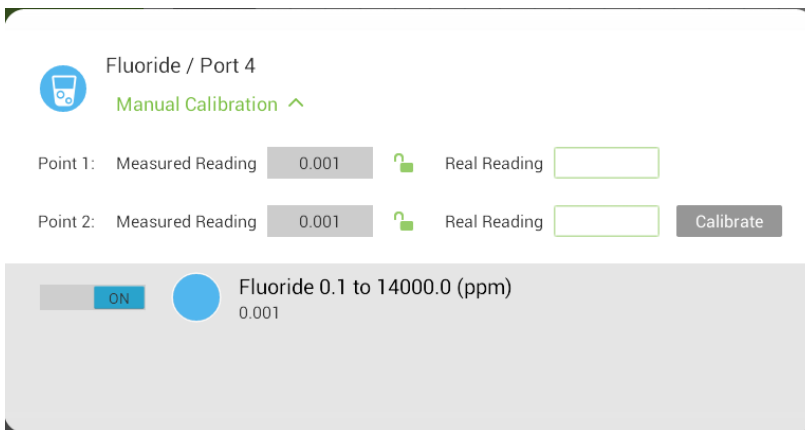 Fluoride / Port 4
Manual Calibration
Point 1: Measured Reading 0.001 Real Reading
Point 2: Measured Reading 0.001 Real Reading Calibrate
ON Fluoride 0.1 to 14000.0 (ppm)
0.001